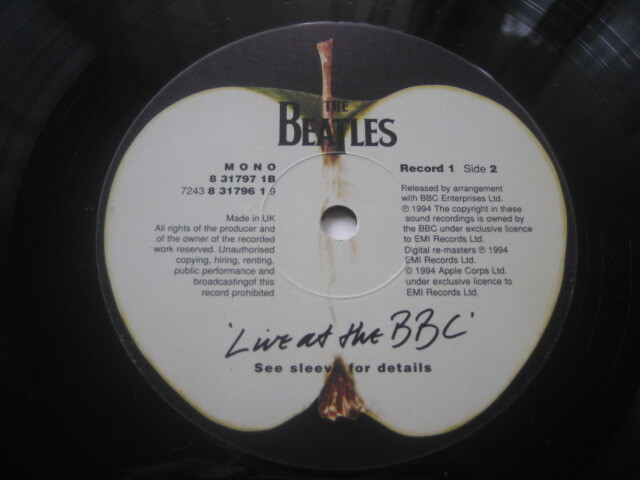 THE
BEATLES
MONO
8 31797 1B
7243 8 31796 1 9
Made in UK
All rights of the producer and
of the owner of the recorded
work reserved. Unauthorised
copying, hiring, renting,
public performance and
broadcastingof this
record prohibited
Record 1 Side 2
Released by arrangement
with BBC Enterprises Ltd.
℗ 1994 The copyright in these
sound recordings is owned by
the BBC under exclusive licence
to EMI Records Ltd.
Digital re-masters ℗ 1994
EMI Records Ltd.
© 1994 Apple Corps Ltd.
under exclusive licence to
EMI Records Ltd.
'Live at the BBC'
See sleeve for details